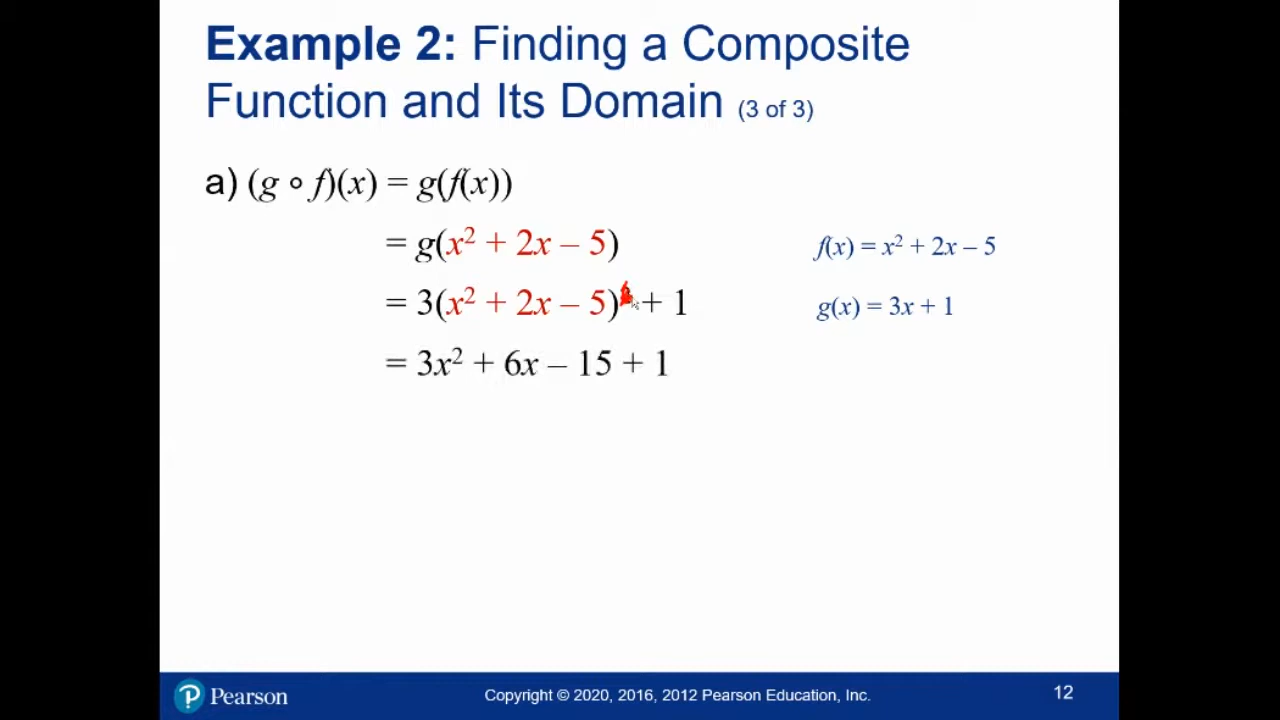 Example 2: Finding a Composite
Function and Its Domain (3 of 3)
a) (g ∘ f)(x) = g(f(x))
= g(x² + 2x – 5)
f(x) = x² + 2x – 5
= 3(x² + 2x – 5) + 1
g(x) = 3x + 1
= 3x² + 6x – 15 + 1
Pearson
Copyright © 2020, 2016, 2012 Pearson Education, Inc.
12